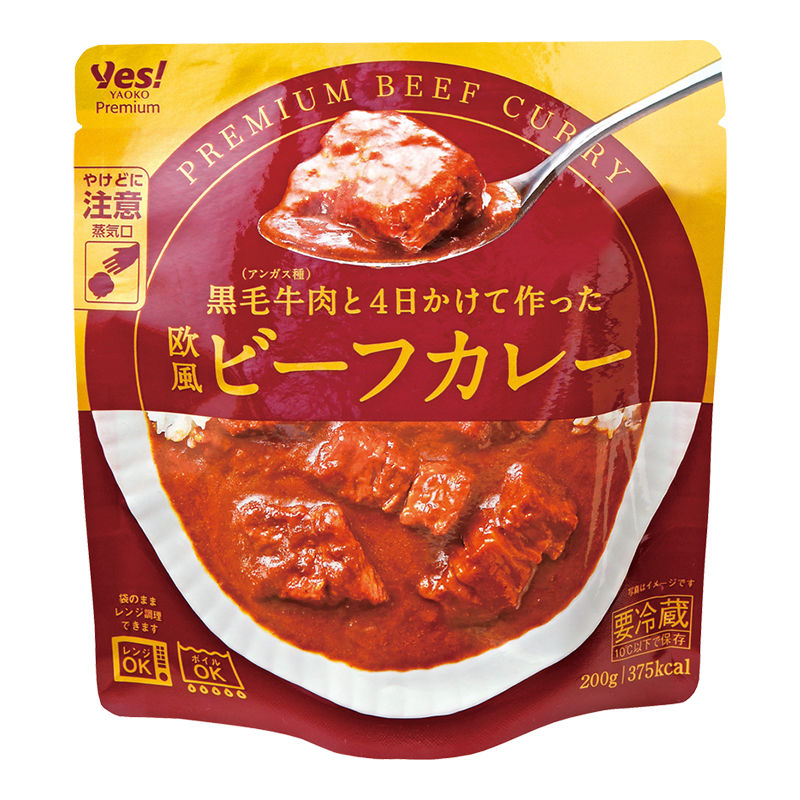 Yes!
YAOKO
Premium
PREMIUM BEEF CURRY
やけどに
注意
蒸気口
(アンガス種)
黒毛牛肉と4日かけて作った
欧風
ビーフカレー
袋のまま
レンジ調理
できます
レンジ
OK
ボイル
OK
写真はイメージです
要冷蔵
10℃以下で保存
200g|375kcal